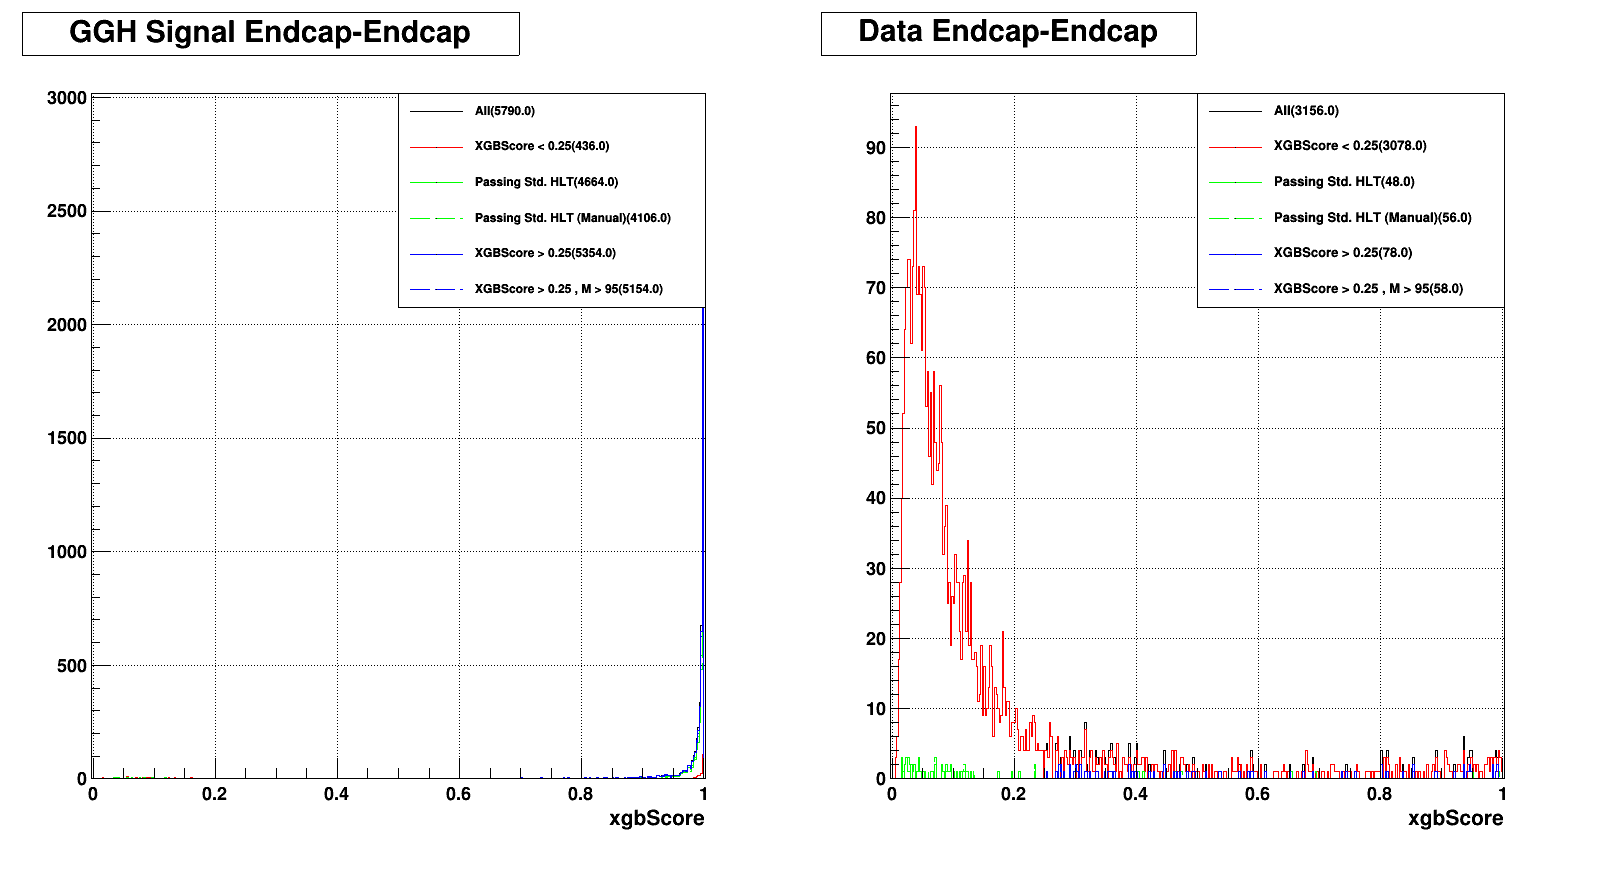 GGH Signal Endcap-Endcap
3000
2500
2000
1500
1000
500
0
0
0.2
0.4
0.6
0.8
1
xgbScore
All(5790.0)
XGBScore < 0.25(436.0)
Passing Std. HLT(4664.0)
Passing Std. HLT (Manual)(4106.0)
XGBScore > 0.25(5354.0)
XGBScore > 0.25 , M > 95(5154.0)
Data Endcap-Endcap
90
80
70
60
50
40
30
20
10
0
0
0.2
0.4
0.6
0.8
1
xgbScore
All(3156.0)
XGBScore < 0.25(3078.0)
Passing Std. HLT(48.0)
Passing Std. HLT (Manual)(56.0)
XGBScore > 0.25(78.0)
XGBScore > 0.25 , M > 95(58.0)